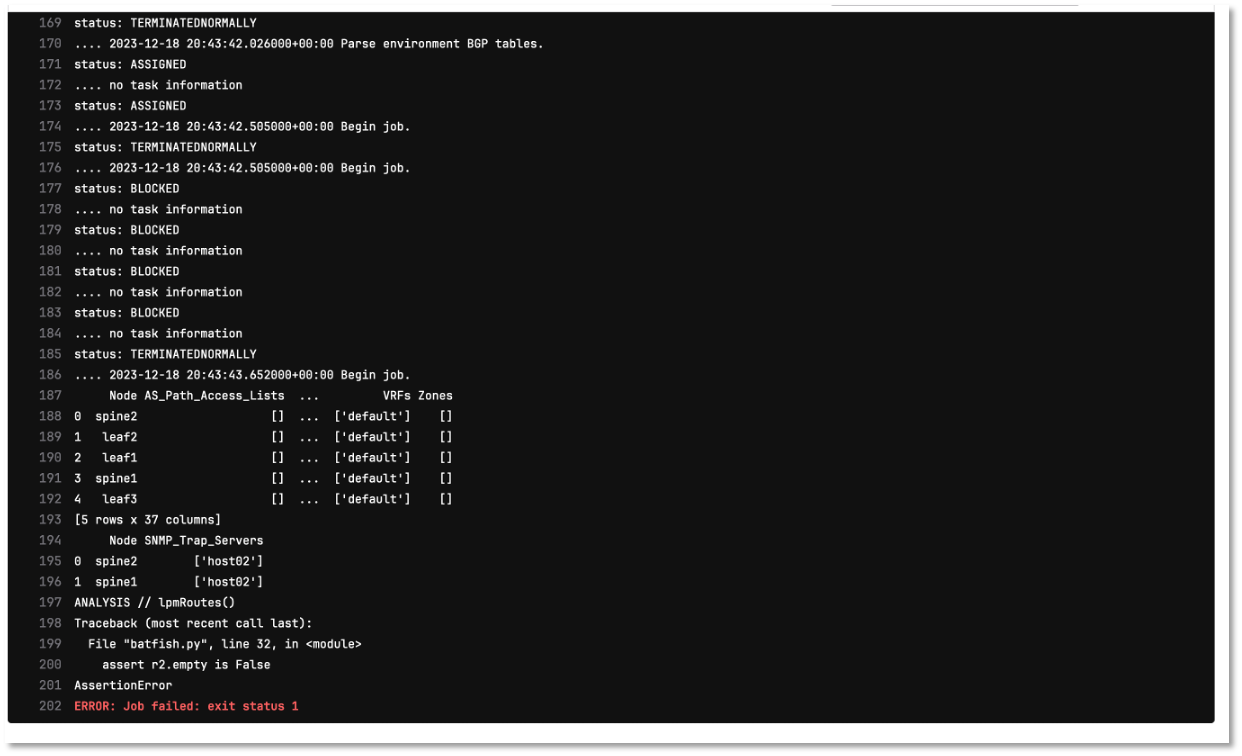 169 status: TERMINATEDNORMALLY
170 .... 2023-12-18 20:43:42.026000+00:00 Parse environment BGP tables.
171 status: ASSIGNED
172 .... no task information
173 status: ASSIGNED
174 .... 2023-12-18 20:43:42.505000+00:00 Begin job.
175 status: TERMINATEDNORMALLY
176 .... 2023-12-18 20:43:42.505000+00:00 Begin job.
177 status: BLOCKED
178 .... no task information
179 status: BLOCKED
180 .... no task information
181 status: BLOCKED
182 .... no task information
183 status: BLOCKED
184 .... no task information
185 status: TERMINATEDNORMALLY
186 .... 2023-12-18 20:43:43.652000+00:00 Begin job.
187      Node AS_Path_Access_Lists  ...         VRFs Zones
188 0  spine2                   []  ...  ['default']    []
189 1   leaf2                   []  ...  ['default']    []
190 2   leaf1                   []  ...  ['default']    []
191 3  spine1                   []  ...  ['default']    []
192 4   leaf3                   []  ...  ['default']    []
193 [5 rows x 37 columns]
194      Node SNMP_Trap_Servers
195 0  spine2        ['host02']
196 1  spine1        ['host02']
197 ANALYSIS // lpmRoutes()
198 Traceback (most recent call last):
199   File "batfish.py", line 32, in <module>
200     assert r2.empty is False
201 AssertionError
202 ERROR: Job failed: exit status 1